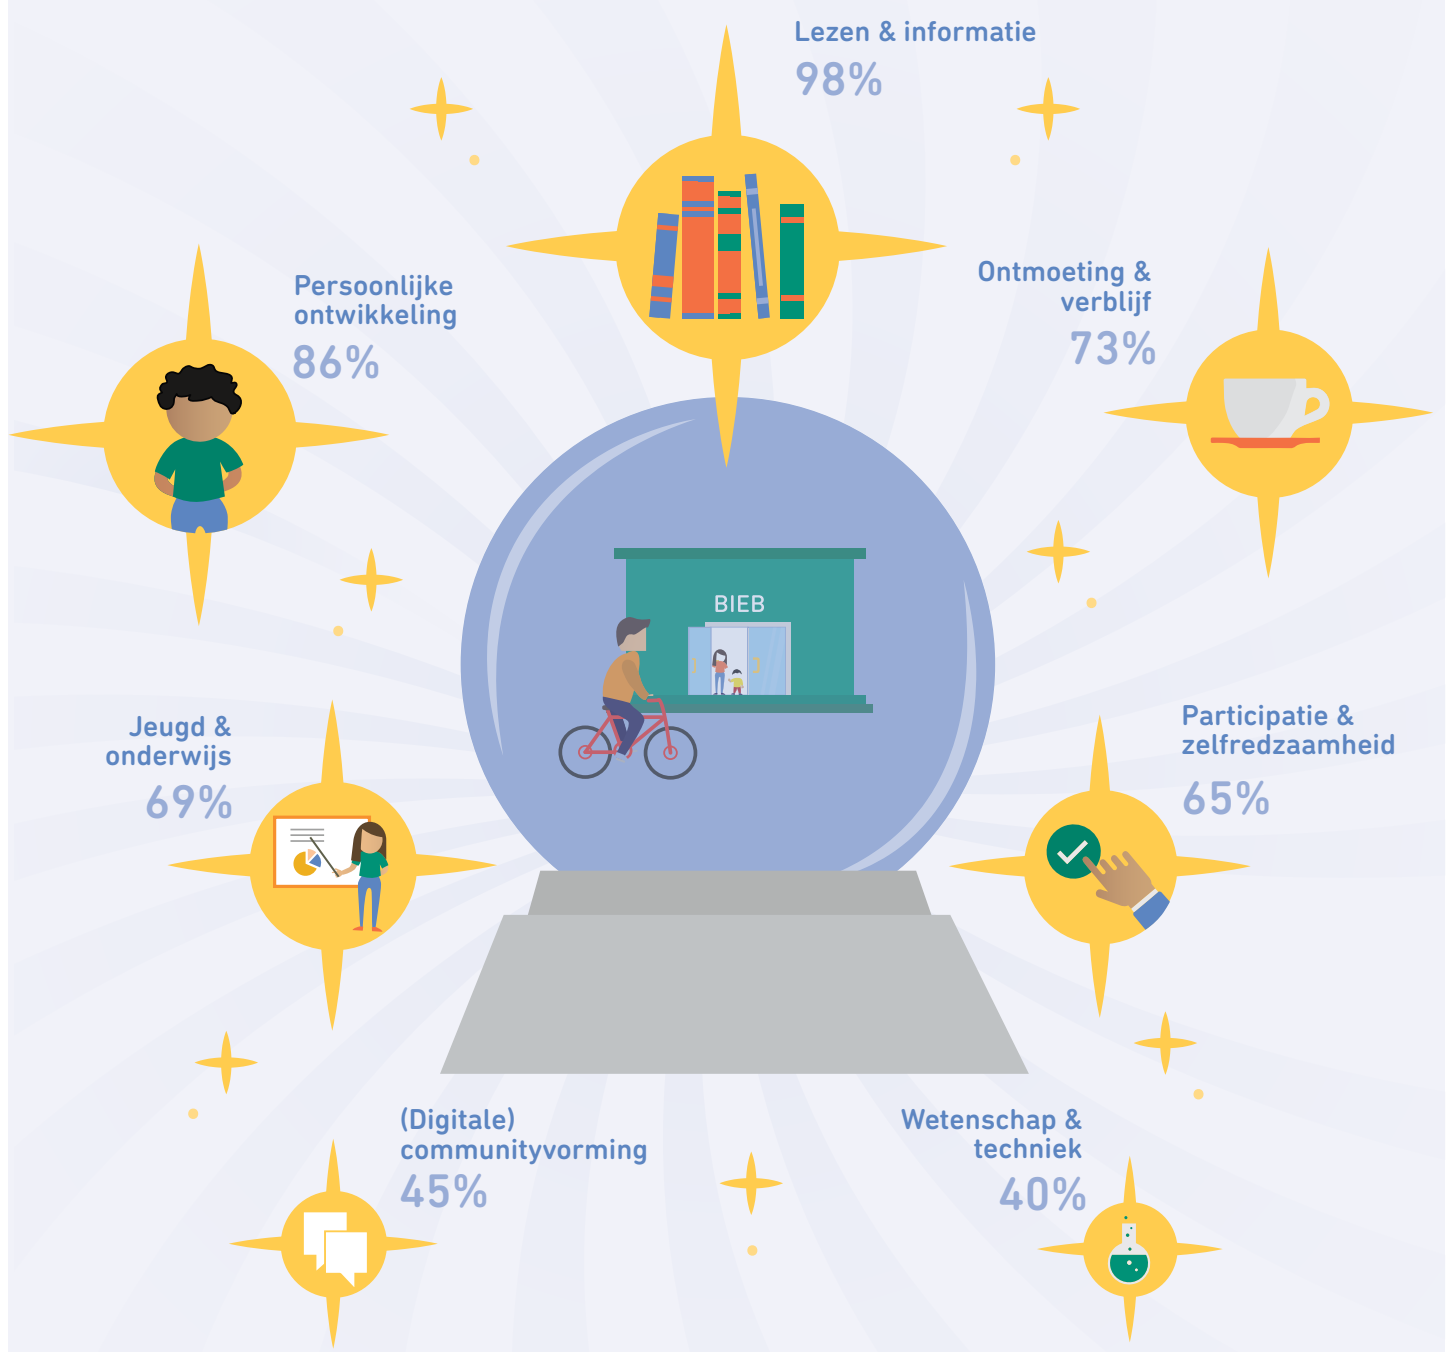 Lezen & informatie
98%
Persoonlijke
ontwikkeling
86%
Ontmoeting &
verblijf
73%
BIEB
Jeugd &
onderwijs
69%
Participatie &
zelfredzaamheid
65%
(Digitale)
communityvorming
45%
Wetenschap &
techniek
40%